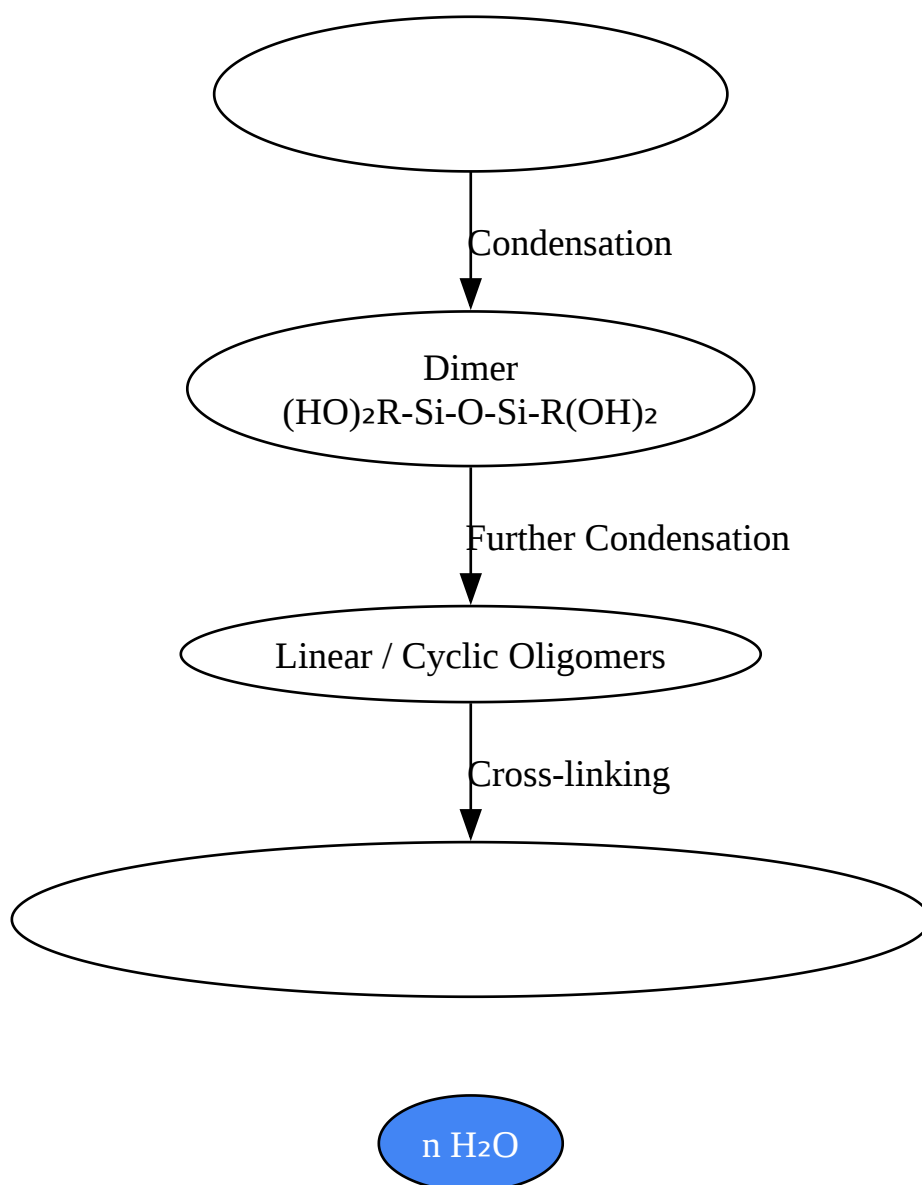 Condensation
Dimer
(HO)₂R-Si-O-Si-R(OH)₂
Further Condensation
Linear / Cyclic Oligomers
Cross-linking
n H₂O